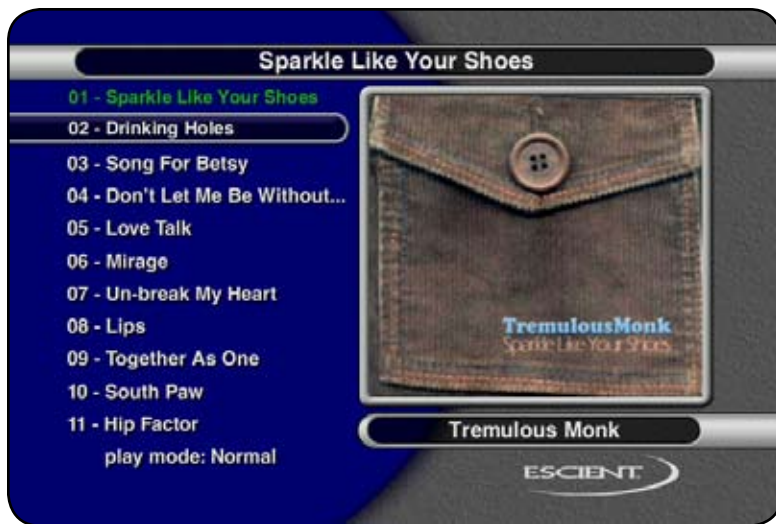 Sparkle Like Your Shoes
01 - Sparkle Like Your Shoes
02 - Drinking Holes
03 - Song For Betsy
04 - Don't Let Me Be Without...
05 - Love Talk
06 - Mirage
07 - Un-break My Heart
08 - Lips
09 - Together As One
10 - South Paw
11 - Hip Factor
play mode: Normal
TremulousMonk
Sparkle Like Your Shoes
Tremulous Monk
ESCIENT.